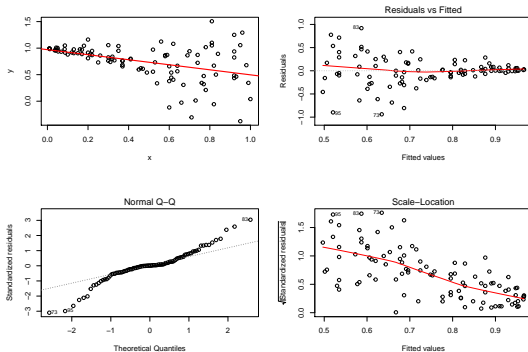 y
1.5
1.0
0.5
0.0
0.0 0.2 0.4 0.6 0.8 1.0
x
Residuals vs Fitted
Residuals
1.0
0.5
0.0
-0.5
-1.0
83
95
73
0.5 0.6 0.7 0.8 0.9
Fitted values
Normal Q-Q
Standardized residuals
3
2
1
0
-1
-2
-3
83
73
95
-2 -1 0 1 2
Theoretical Quantiles
Scale-Location
√|Standardized residuals|
1.5
1.0
0.5
0.0
95
83
73
0.5 0.6 0.7 0.8 0.9
Fitted values